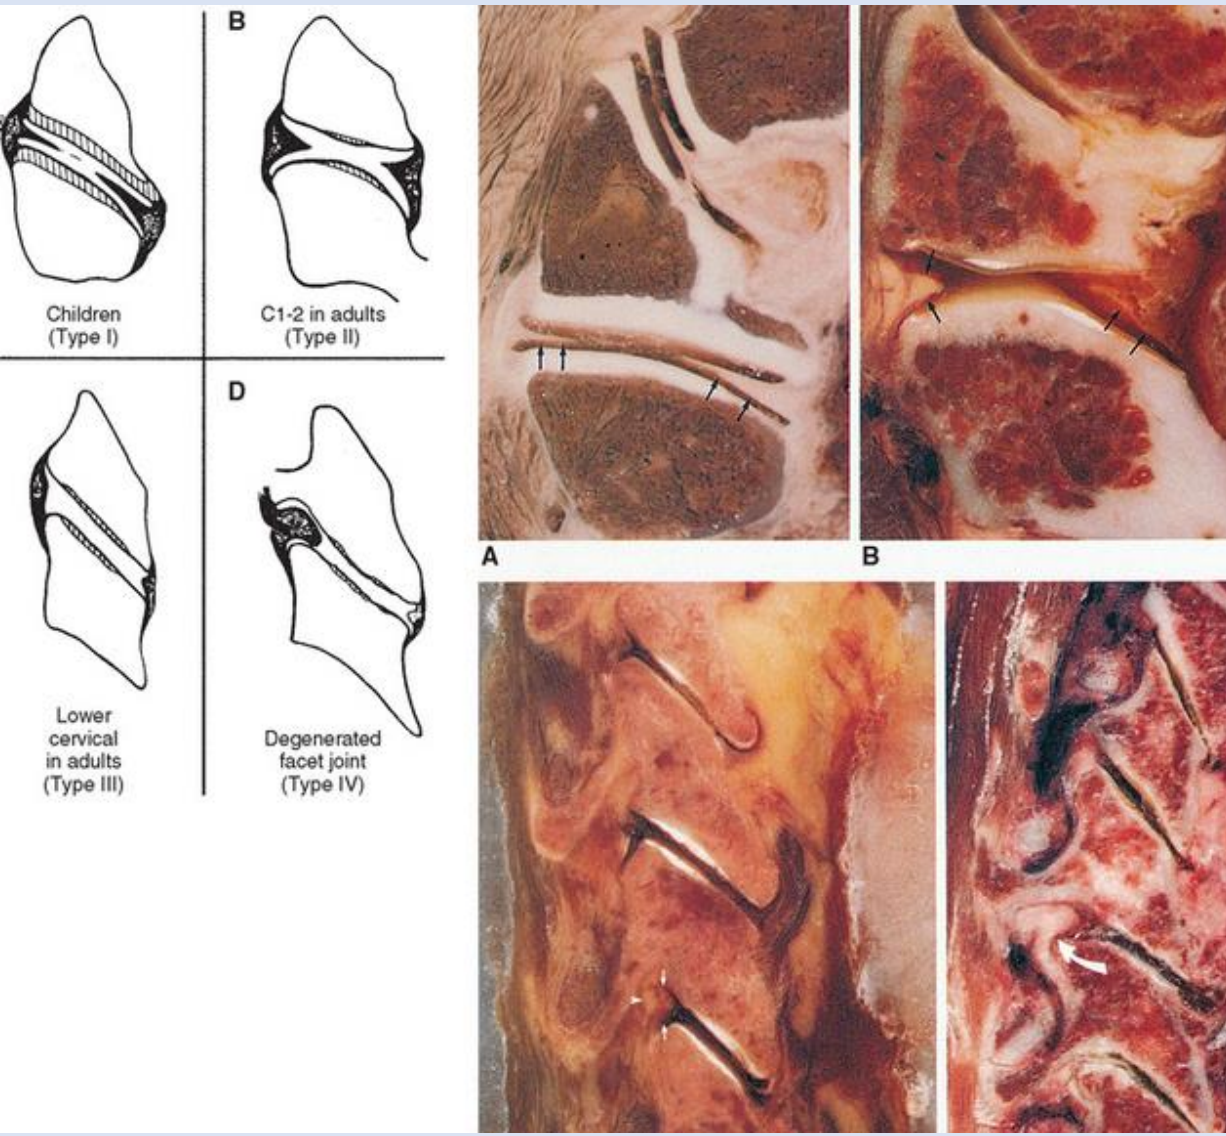 B
Children
(Type I)
C1-2 in adults
(Type II)
D
Lower
cervical
in adults
(Type III)
Degenerated
facet joint
(Type IV)
A
B